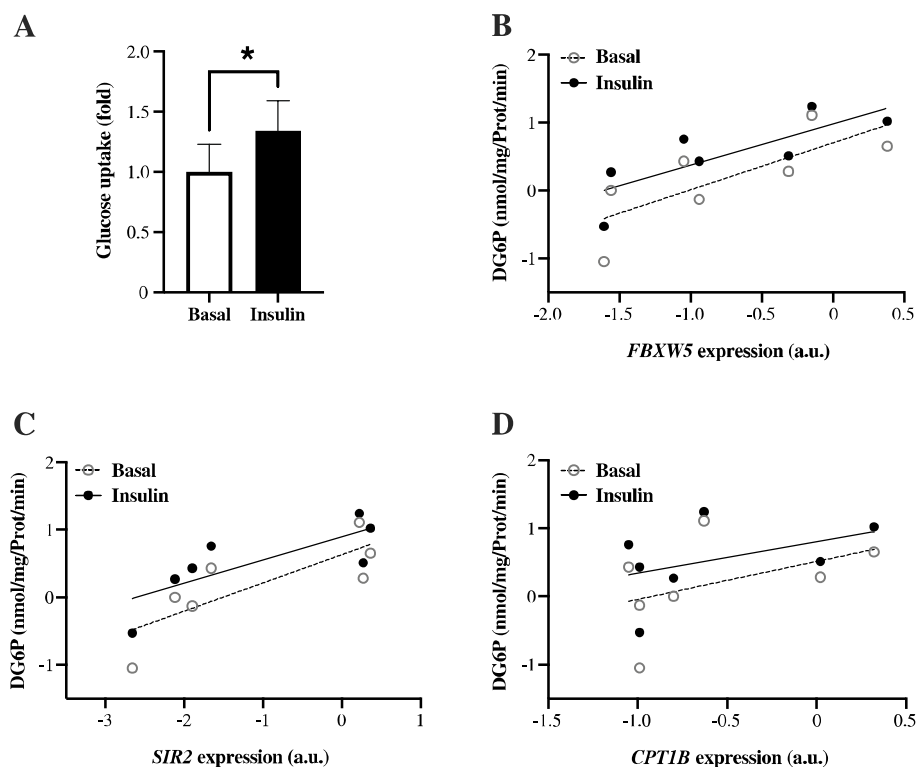 A
Glucose uptake (fold)
2.0
1.5
1.0
0.5
0
*
Basal
Insulin
B
DG6P (nmol/mg/Prot/min)
2
1
0
-1
Basal
Insulin
-2.0 -1.5 -1.0 -0.5 0 0.5
FBXW5 expression (a.u.)
C
DG6P (nmol/mg/Prot/min)
2
1
0
-1
Basal
Insulin
-3 -2 -1 0 1
SIR2 expression (a.u.)
D
DG6P (nmol/mg/Prot/min)
2
1
0
-1
Basal
Insulin
-1.5 -1.0 -0.5 0 0.5
CPT1B expression (a.u.)